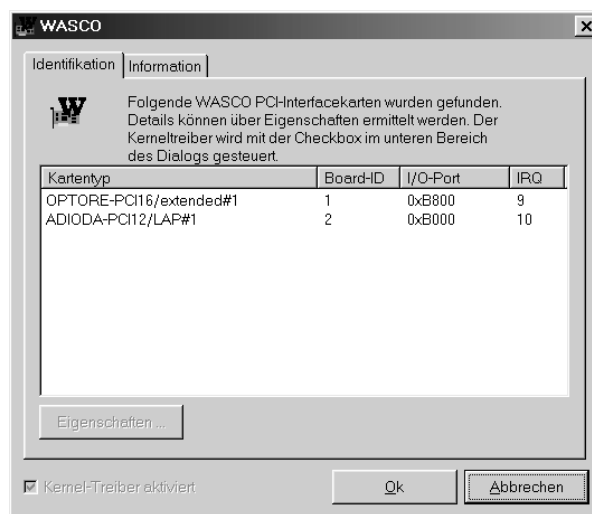 WASCO
Identifikation Information
Folgende WASCO PCI-Interfacekarten wurden gefunden.
Details können über Eigenschaften ermittelt werden. Der
Kerneltreiber wird mit der Checkbox im unteren Bereich
des Dialogs gesteuert.
Kartentyp Board-ID I/O-Port IRQ
OPTORE-PCI16/extended#1 1 0xB800 9
ADIODA-PCI12/LAP#1 2 0xB000 10
Eigenschaften ...
Kernel-Treiber aktiviert Ok Abbrechen